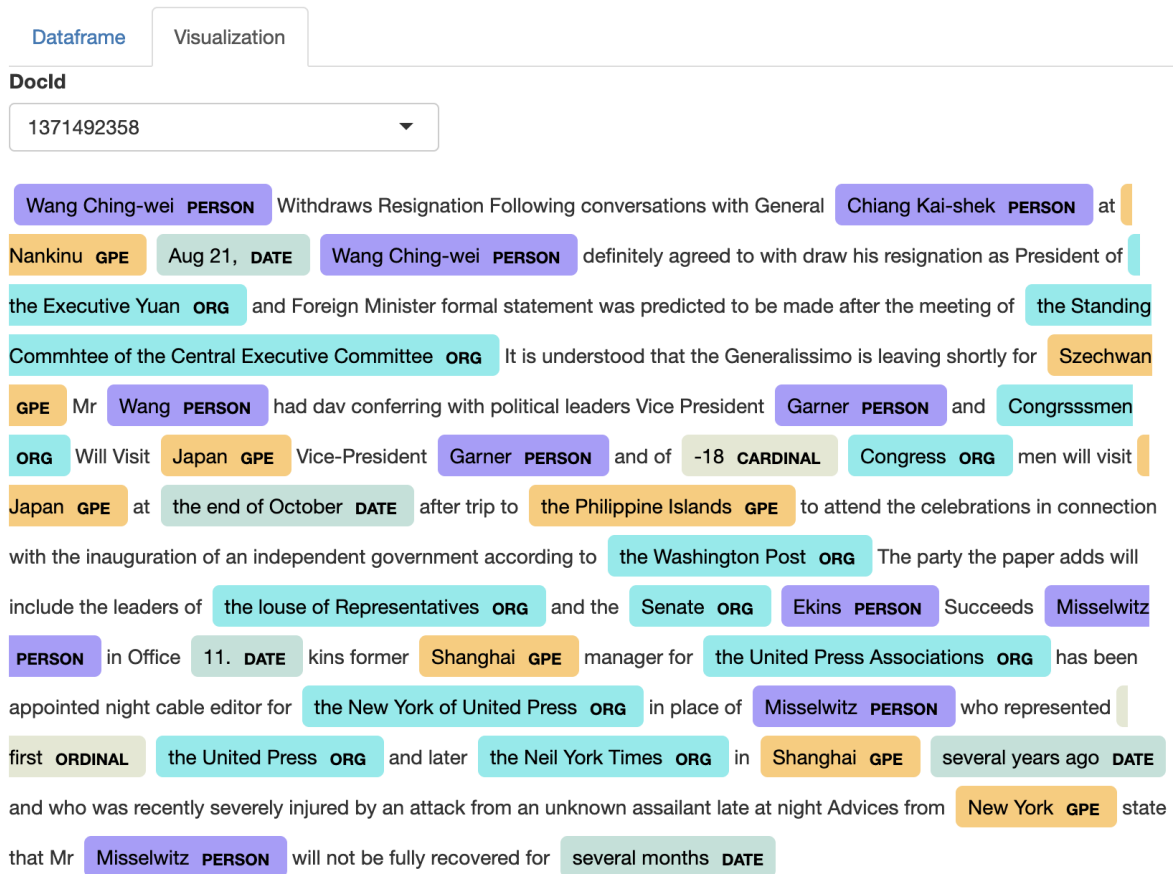 Dataframe Visualization
DocId
1371492358
Wang Ching-wei PERSON Withdraws Resignation Following conversations with General Chiang Kai-shek PERSON at
Nankinu GPE Aug 21, DATE Wang Ching-wei PERSON definitely agreed to with draw his resignation as President of
the Executive Yuan ORG and Foreign Minister formal statement was predicted to be made after the meeting of the Standing
Commhtee of the Central Executive Committee ORG It is understood that the Generalissimo is leaving shortly for Szechwan
GPE Mr Wang PERSON had dav conferring with political leaders Vice President Garner PERSON and Congrsssmen
ORG Will Visit Japan GPE Vice-President Garner PERSON and of -18 CARDINAL Congress ORG men will visit
Japan GPE at the end of October DATE after trip to the Philippine Islands GPE to attend the celebrations in connection
with the inauguration of an independent government according to the Washington Post ORG The party the paper adds will
include the leaders of the louse of Representatives ORG and the Senate ORG Ekins PERSON Succeeds Misselwitz
PERSON in Office 11. DATE kins former Shanghai GPE manager for the United Press Associations ORG has been
appointed night cable editor for the New York of United Press ORG in place of Misselwitz PERSON who represented
first ORDINAL the United Press ORG and later the Neil York Times ORG in Shanghai GPE several years ago DATE
and who was recently severely injured by an attack from an unknown assailant late at night Advices from New York GPE state
that Mr Misselwitz PERSON will not be fully recovered for several months DATE